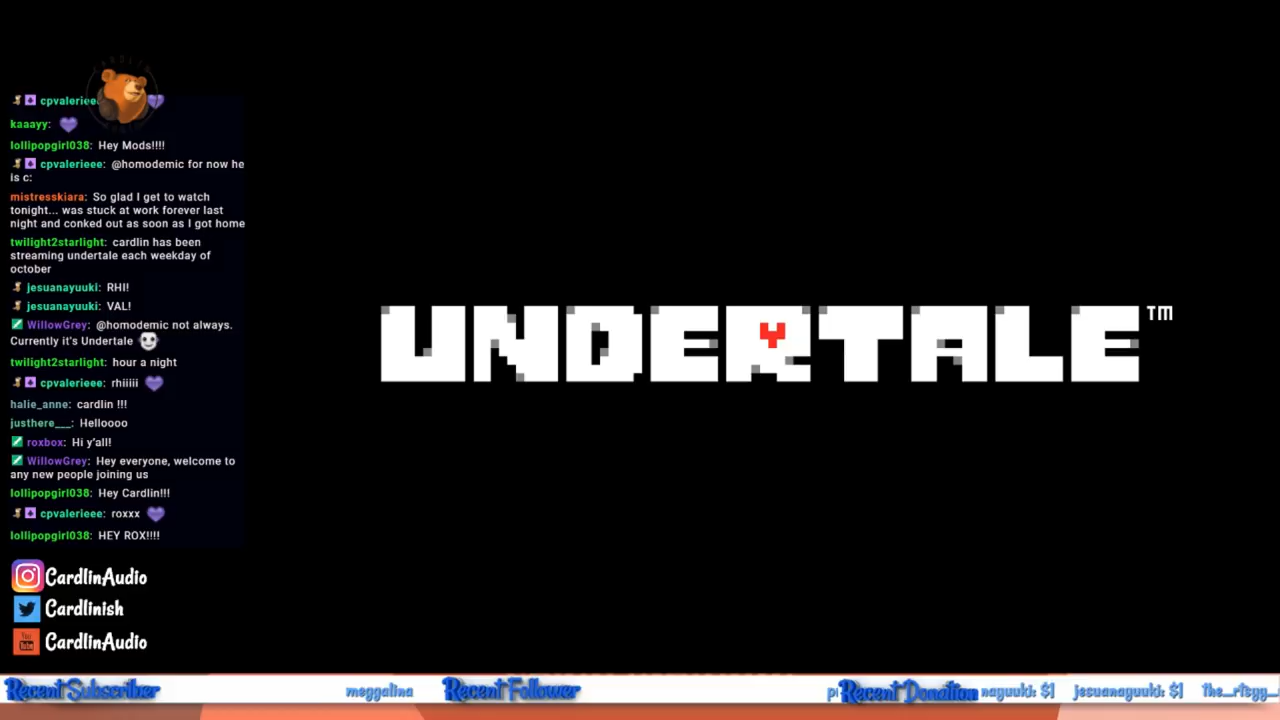 CARDLIN
cpvalerieee
kaaayy:
lollipopgirl038: Hey Mods!!!!
cpvalerieee: @homodemic for now he
is c:
mistresskiara: So glad I get to watch
tonight... was stuck at work forever last
night and conked out as soon as I got home
twilight2starlight: cardlin has been
streaming undertale each weekday of
october
jesuanayuuki: RHI!
jesuanayuuki: VAL!
WillowGrey: @homodemic not always.
Currently it's Undertale
twilight2starlight: hour a night
cpvalerieee: rhiiiii
halie_anne: cardlin !!!
justhere___: Helloooo
roxbox: Hi y'all!
WillowGrey: Hey everyone, welcome to
any new people joining us
lollipopgirl038: Hey Cardlin!!!
cpvalerieee: roxxx
lollipopgirl038: HEY ROX!!!!
UNDERTALE™
CardlinAudio
Cardlinish
You Tube CardlinAudio
Recent Subscriber meggalina Recent Follower Recent Donation nayuuki: $1 jesuanayuuki: $1